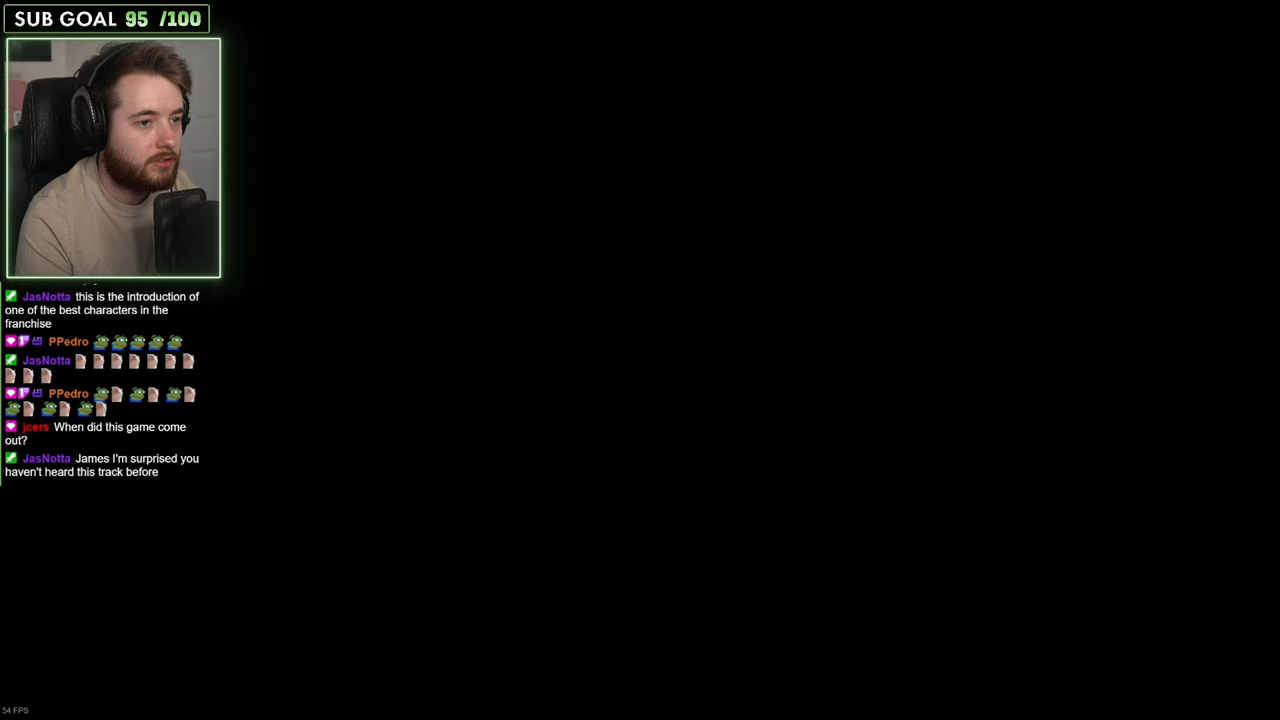 SUB GOAL 95 /100
JasNotta this is the introduction of
one of the best characters in the
franchise
PPedro
JasNotta
PPedro
jcers When did this game come
out?
JasNotta James I'm surprised you
haven't heard this track before
54 FPS